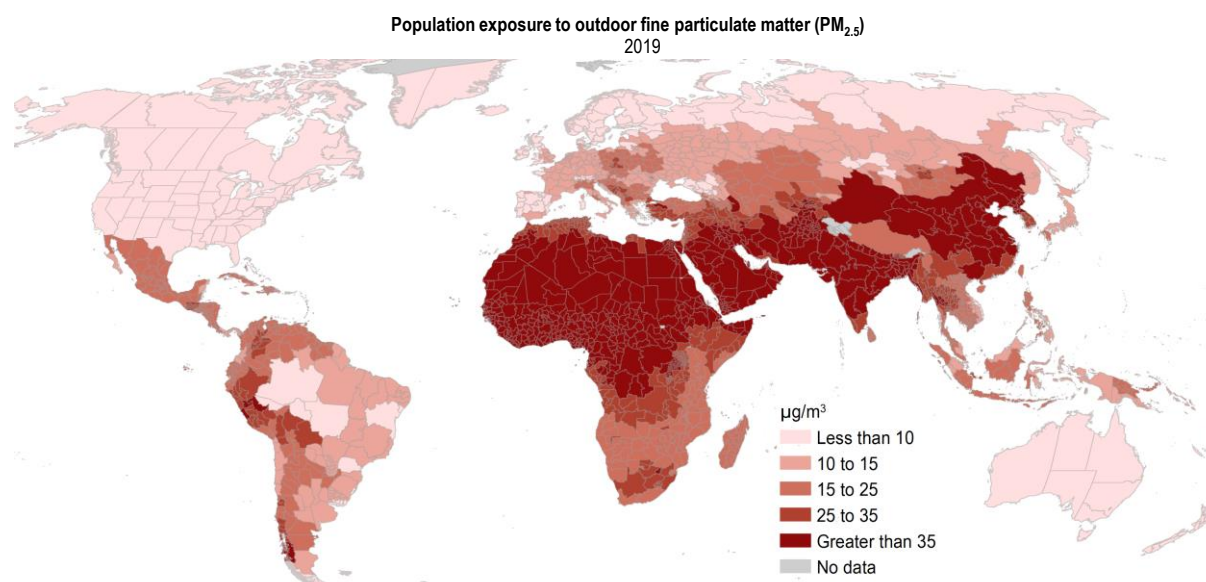 Population exposure to outdoor fine particulate matter (PM2.5)
2019
µg/m³
Less than 10
10 to 15
15 to 25
25 to 35
Greater than 35
No data